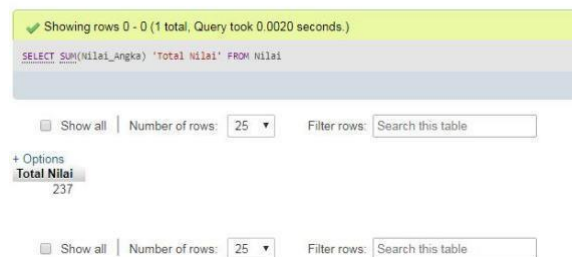 Showing rows 0 - 0 (1 total, Query took 0.0020 seconds.)
SELECT SUM(Nilai_Angka) 'Total Nilai' FROM Nilai
Show all | Number of rows: 25 Filter rows: Search this table
+ Options
Total Nilai
237
Show all | Number of rows: 25 Filter rows: Search this table